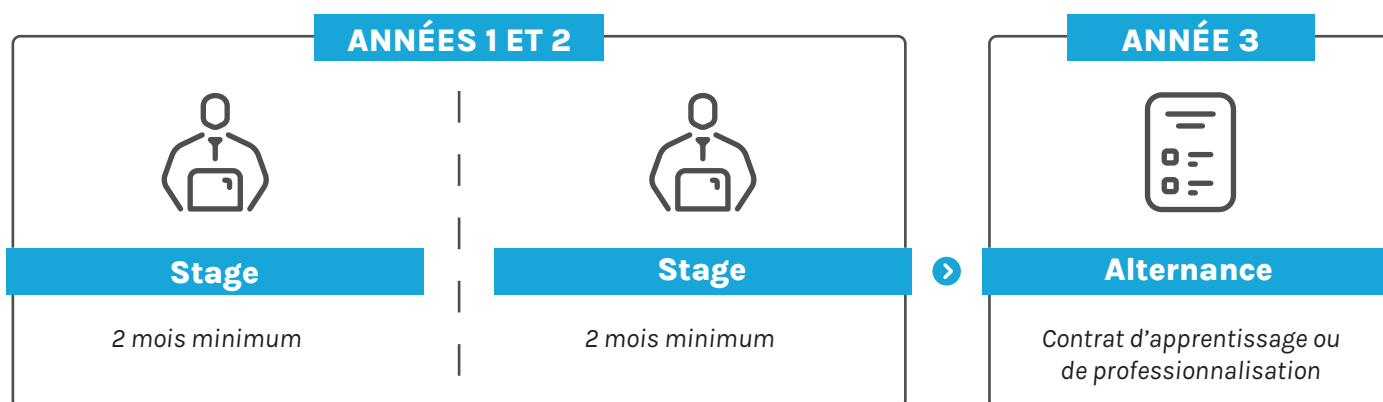 ANNÉES 1 ET 2
Stage
2 mois minimum
Stage
2 mois minimum
ANNÉE 3
Alternance
Contrat d'apprentissage ou
de professionnalisation